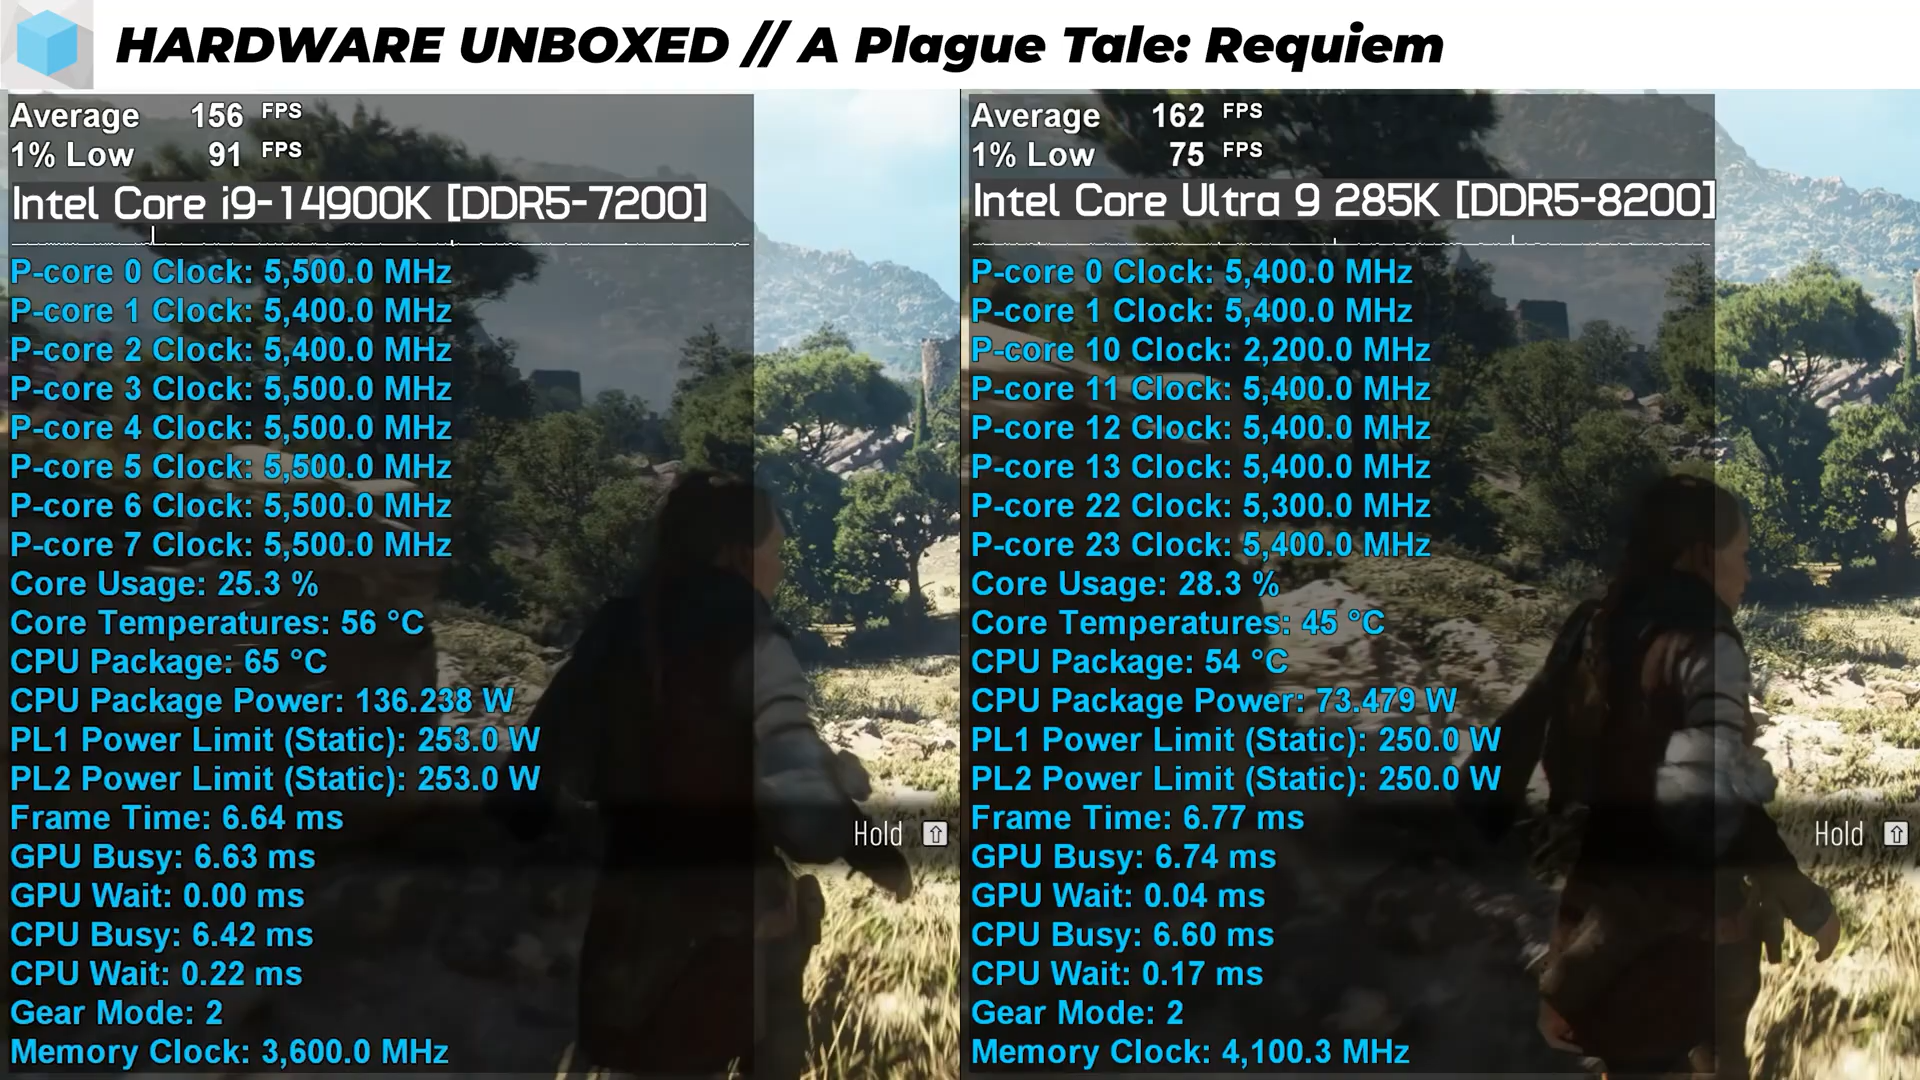 HARDWARE UNBOXED // A Plague Tale: Requiem
Average 156 FPS
1% Low 91 FPS
Intel Core i9-14900K [DDR5-7200]
P-core 0 Clock: 5,500.0 MHz
P-core 1 Clock: 5,400.0 MHz
P-core 2 Clock: 5,400.0 MHz
P-core 3 Clock: 5,500.0 MHz
P-core 4 Clock: 5,500.0 MHz
P-core 5 Clock: 5,500.0 MHz
P-core 6 Clock: 5,500.0 MHz
P-core 7 Clock: 5,500.0 MHz
Core Usage: 25.3 %
Core Temperatures: 56 °C
CPU Package: 65 °C
CPU Package Power: 136.238 W
PL1 Power Limit (Static): 253.0 W
PL2 Power Limit (Static): 253.0 W
Frame Time: 6.64 ms
GPU Busy: 6.63 ms
GPU Wait: 0.00 ms
CPU Busy: 6.42 ms
CPU Wait: 0.22 ms
Gear Mode: 2
Memory Clock: 3,600.0 MHz
Hold
Average 162 FPS
1% Low 75 FPS
Intel Core Ultra 9 285K [DDR5-8200]
P-core 0 Clock: 5,400.0 MHz
P-core 1 Clock: 5,400.0 MHz
P-core 10 Clock: 2,200.0 MHz
P-core 11 Clock: 5,400.0 MHz
P-core 12 Clock: 5,400.0 MHz
P-core 13 Clock: 5,400.0 MHz
P-core 22 Clock: 5,300.0 MHz
P-core 23 Clock: 5,400.0 MHz
Core Usage: 28.3 %
Core Temperatures: 45 °C
CPU Package: 54 °C
CPU Package Power: 73.479 W
PL1 Power Limit (Static): 250.0 W
PL2 Power Limit (Static): 250.0 W
Frame Time: 6.77 ms
GPU Busy: 6.74 ms
GPU Wait: 0.04 ms
CPU Busy: 6.60 ms
CPU Wait: 0.17 ms
Gear Mode: 2
Memory Clock: 4,100.3 MHz
Hold